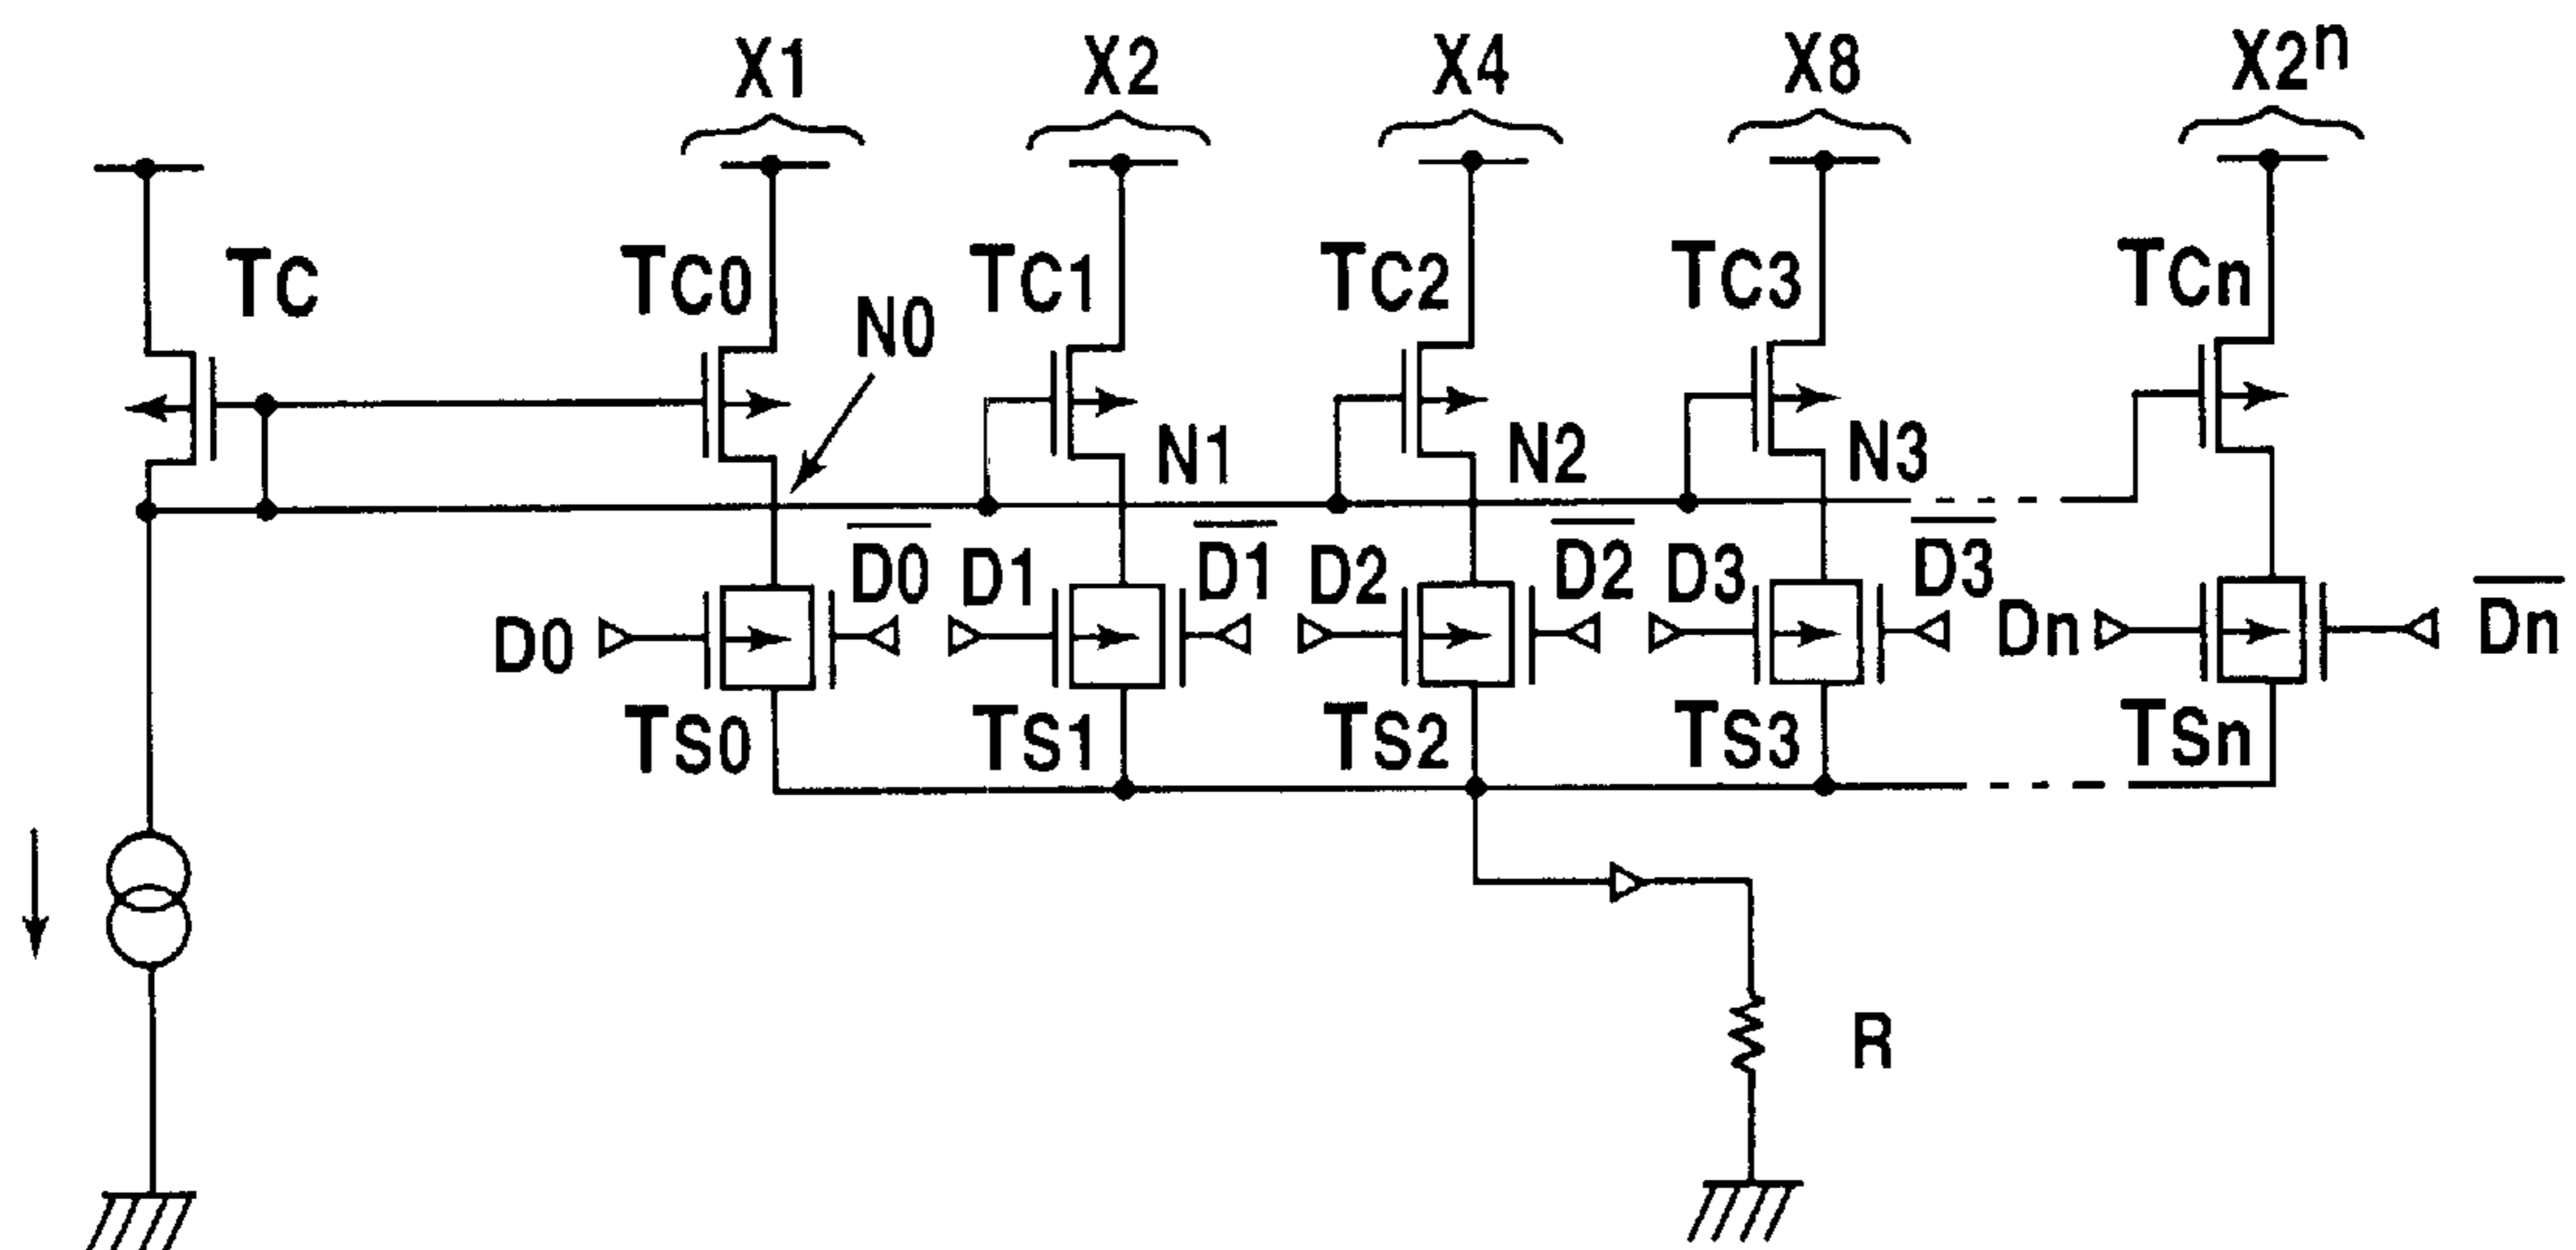 X1 X2 X4 X8 X2ⁿ
TC TC0 N0 TC1 TC2 TC3 TCn
N1 N2 N3
D0 D̅0̅ D1 D̅1̅ D2 D̅2̅ D3 D̅3̅ Dn D̅n̅
TS0 TS1 TS2 TS3 TSn
R